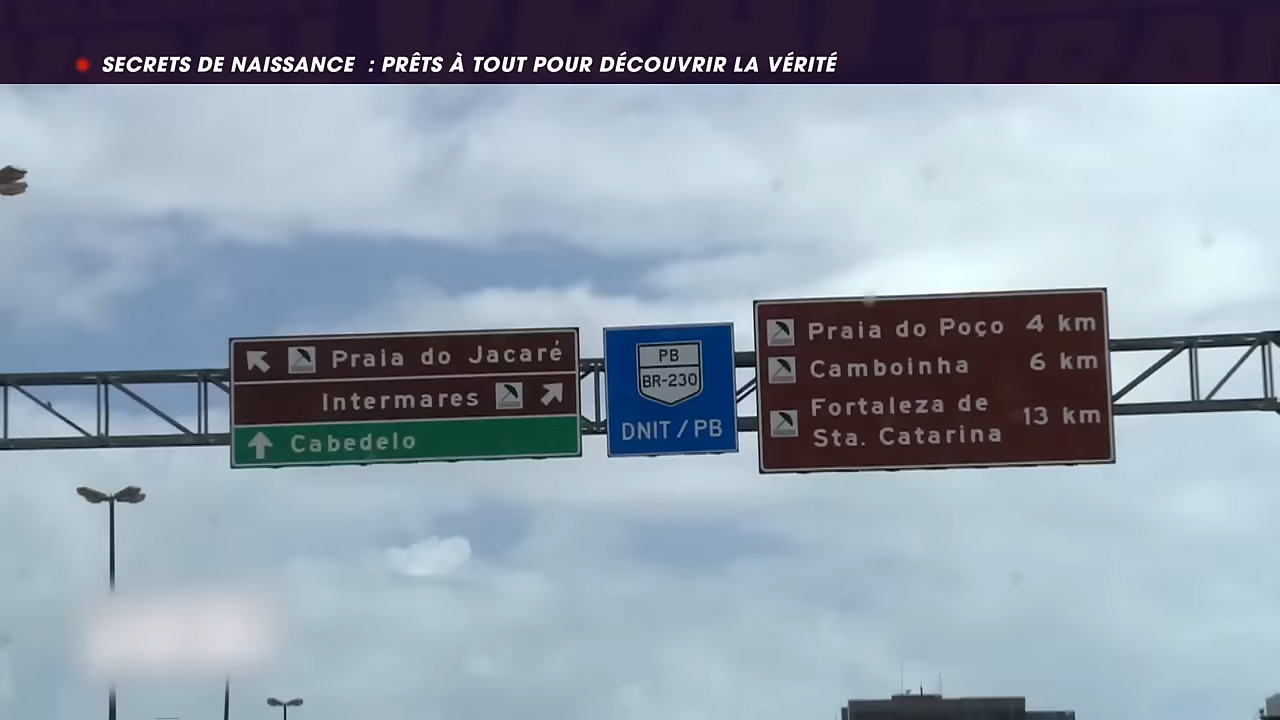 SECRETS DE NAISSANCE : PRÊTS À TOUT POUR DÉCOUVRIR LA VÉRITÉ
Praia do Jacaré
Intermares
Cabedelo
PB
BR-230
DNIT / PB
Praia do Poço 4 km
Camboinha 6 km
Fortaleza de
Sta. Catarina 13 km